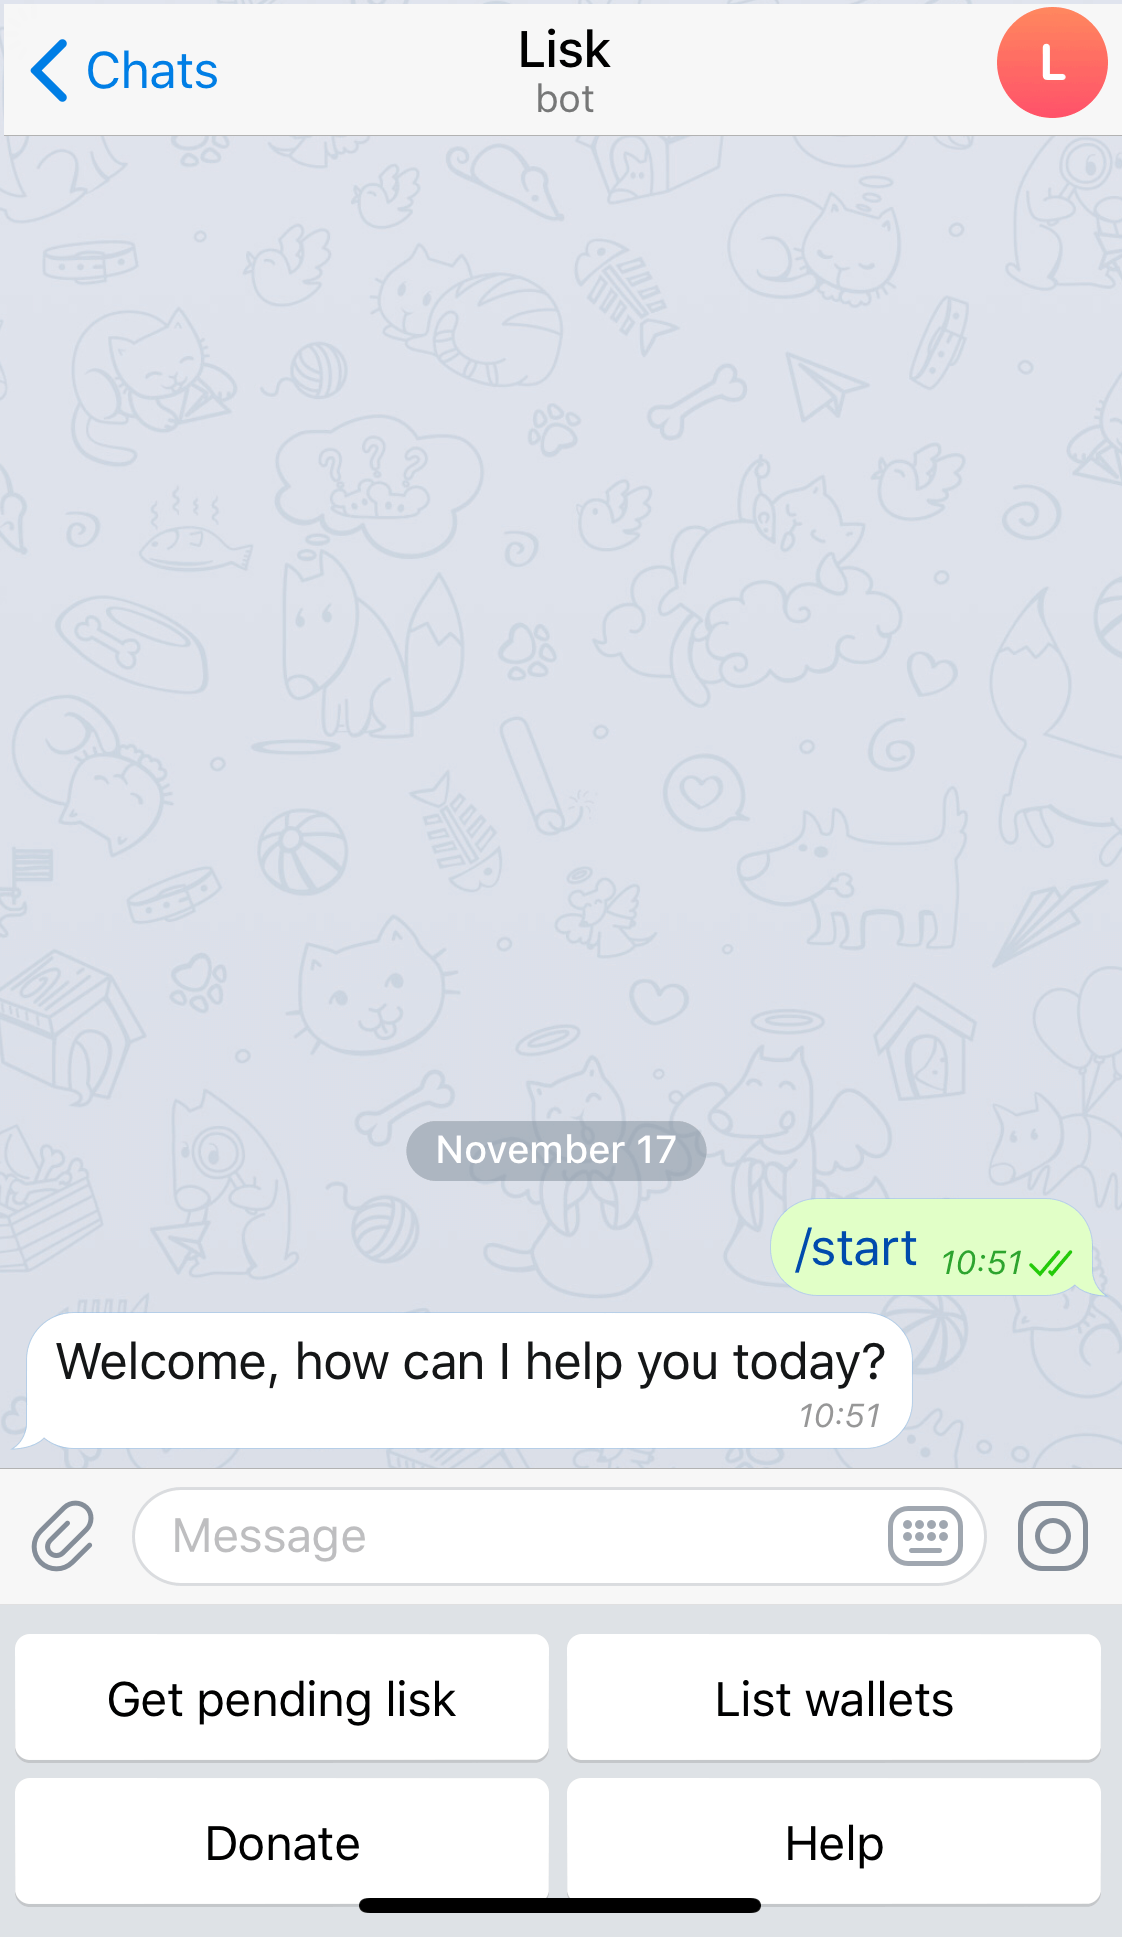 Chats
Lisk
bot
L
November 17
/start 10:51
Welcome, how can I help you today?
10:51
Message
Get pending lisk
List wallets
Donate
Help